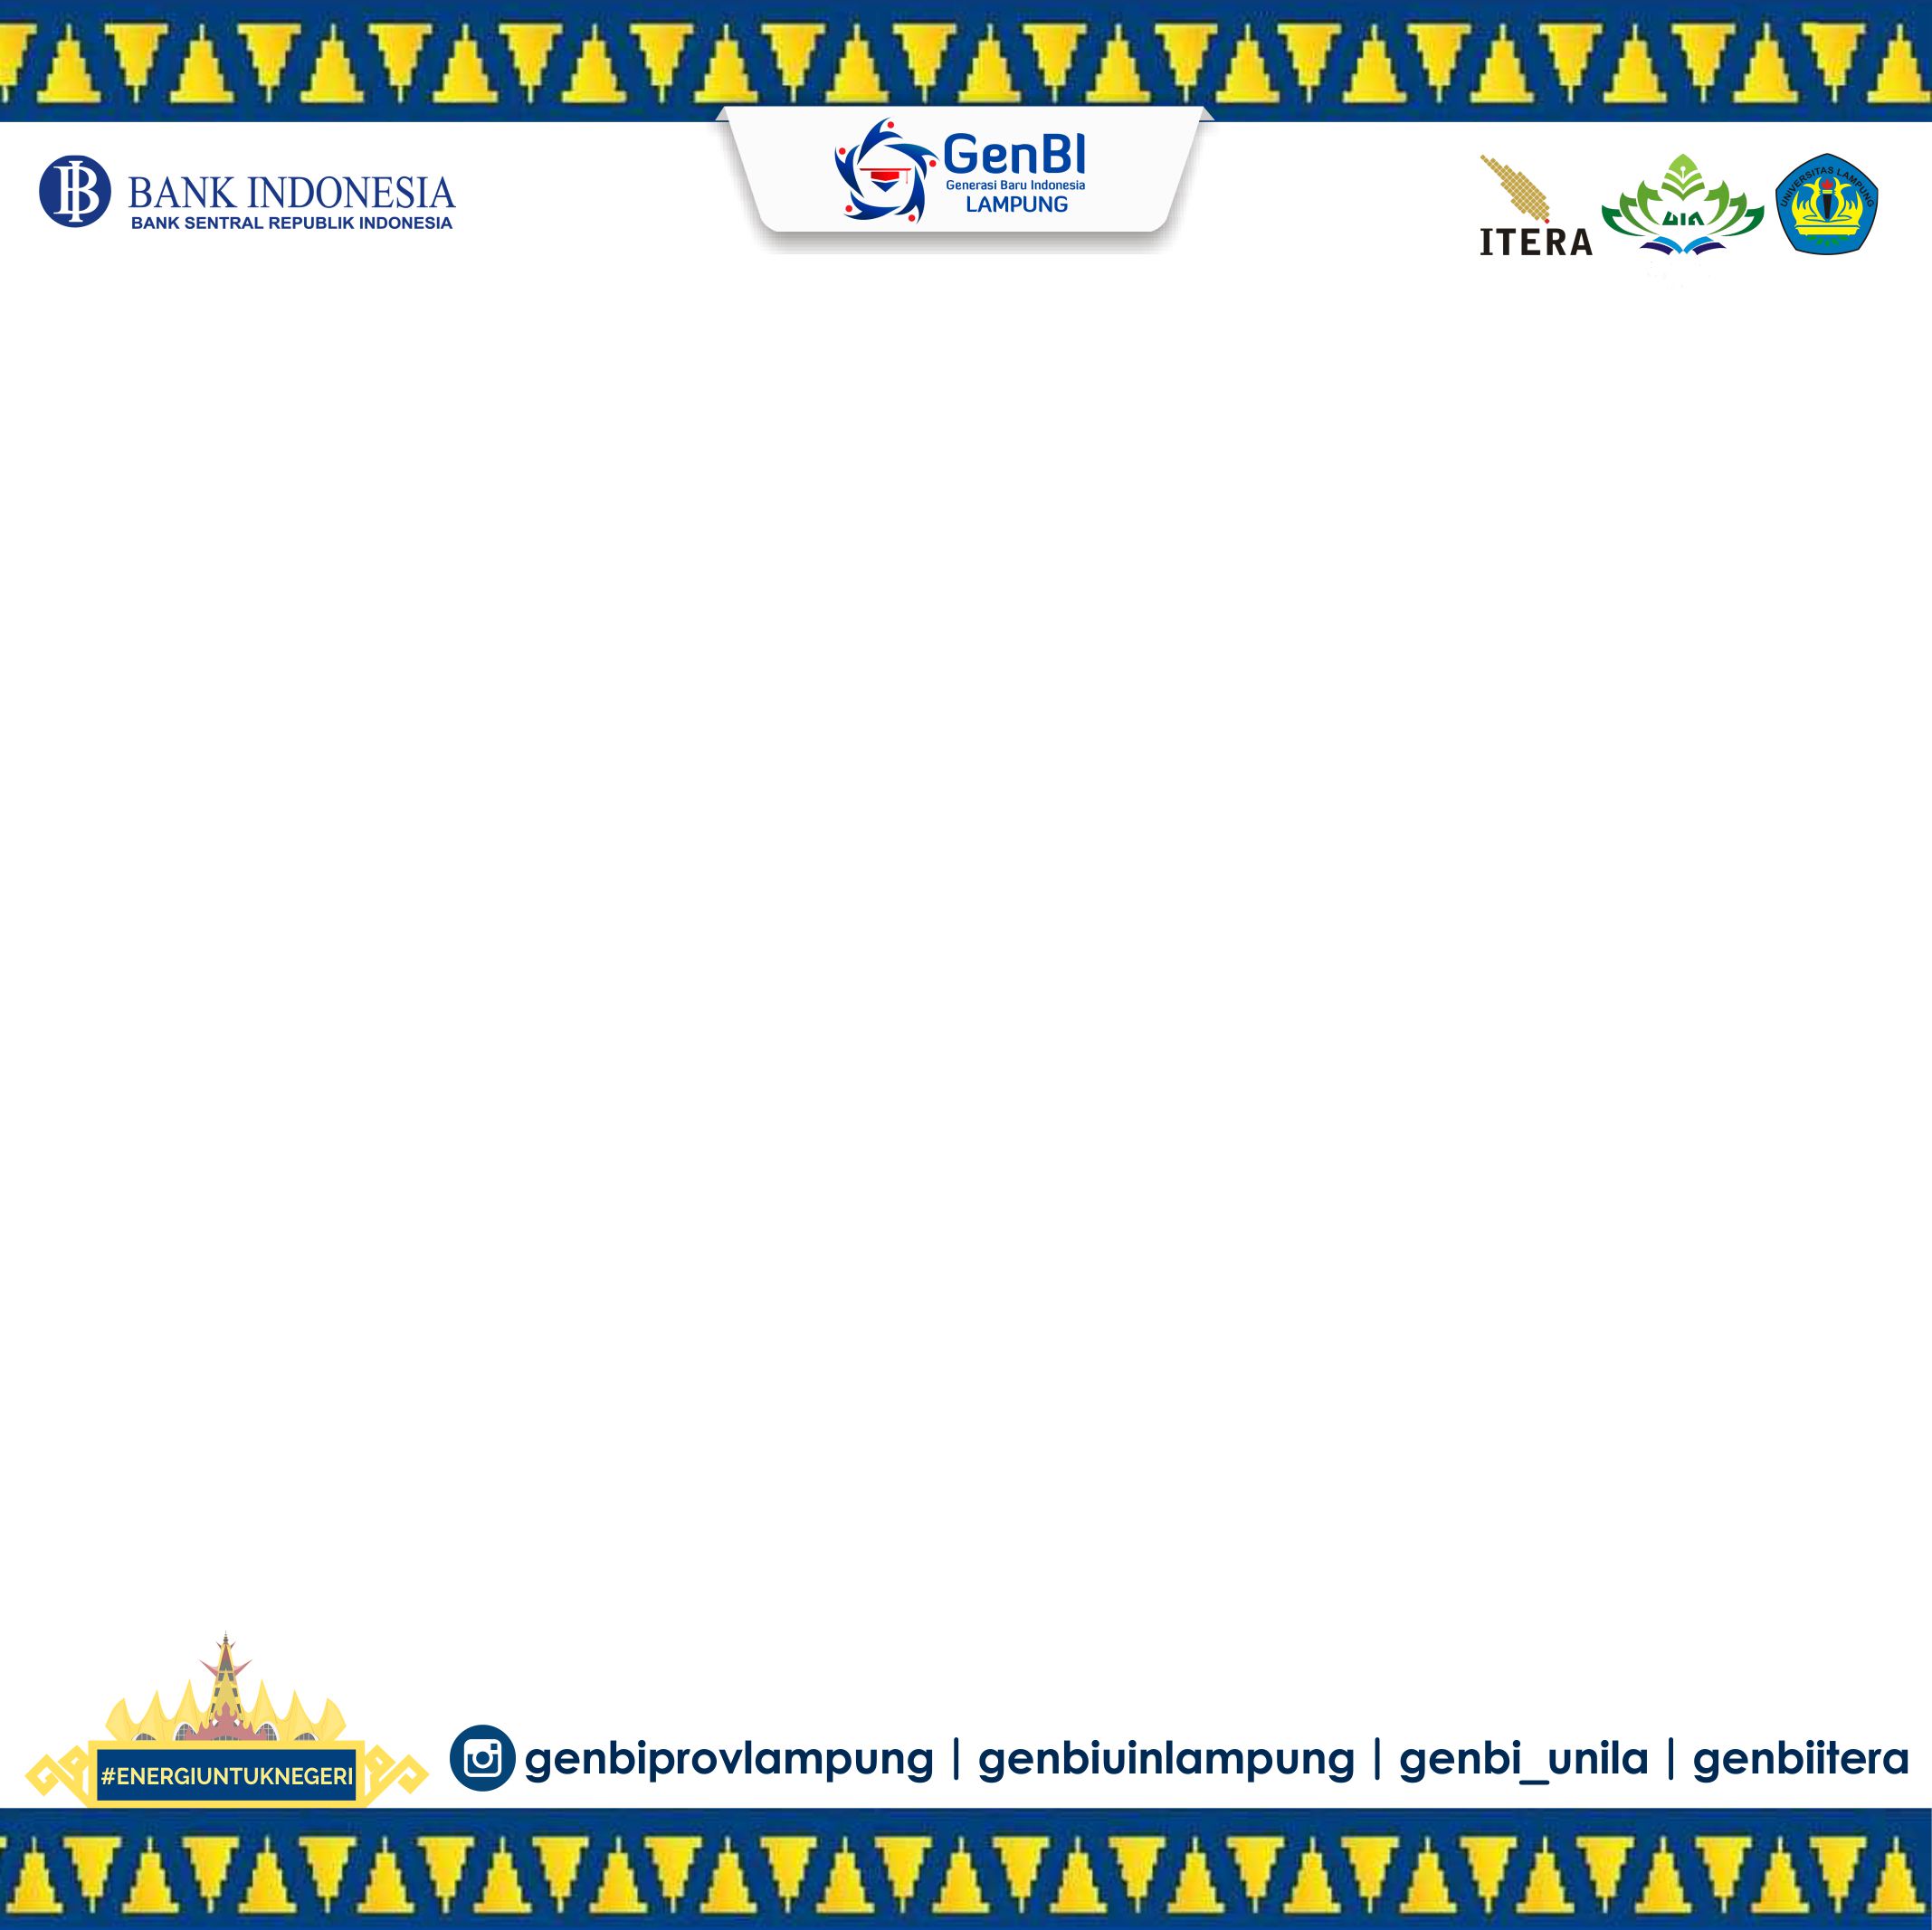 BANK INDONESIA
BANK SENTRAL REPUBLIK INDONESIA
GenBI
Generasi Baru Indonesia
LAMPUNG
ITERA
UIN
UNIVERSITAS LAMPUNG
#ENERGIUNTUKNEGERI
genbiprovlampung | genbiuinlampung | genbi_unila | genbiitera